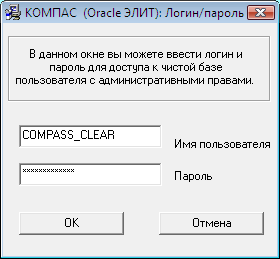 КОМПАС (Oracle ЭЛИТ): Логин/пароль
В данном окне вы можете ввести логин и
пароль для доступа к чистой базе
пользователя с административными правами.
COMPASS_CLEAR
Имя пользователя
xxxxxxxxxxxxx
Пароль
OK
Отмена